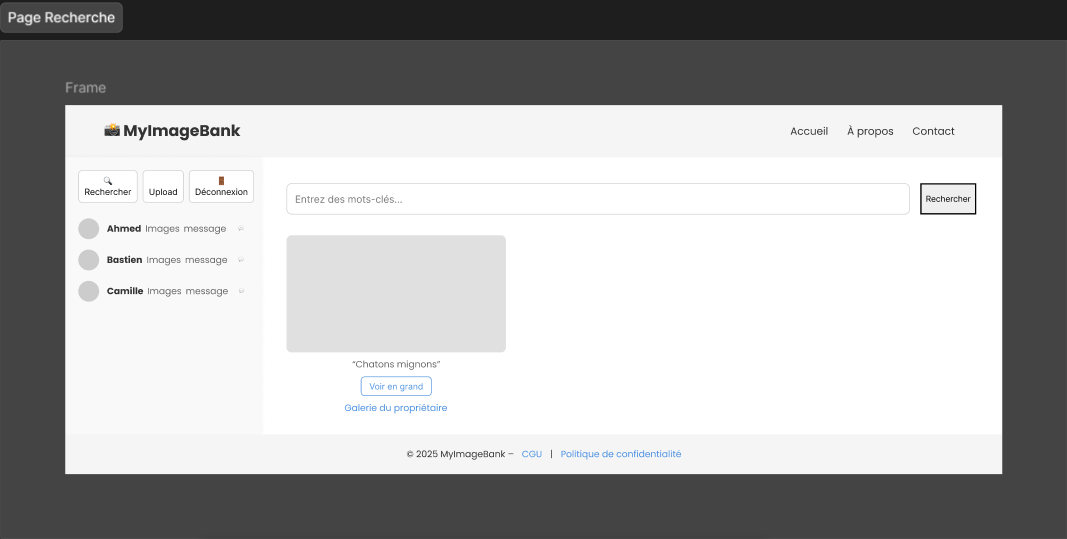 Page Recherche
Frame
MyImageBank
Accueil À propos Contact
Rechercher Upload Déconnexion
Entrez des mots-clés... Rechercher
Ahmed Images message
Bastien Images message
Camille Images message
“Chatons mignons”
Voir en grand
Galerie du propriétaire
© 2025 MyImageBank – CGU | Politique de confidentialité